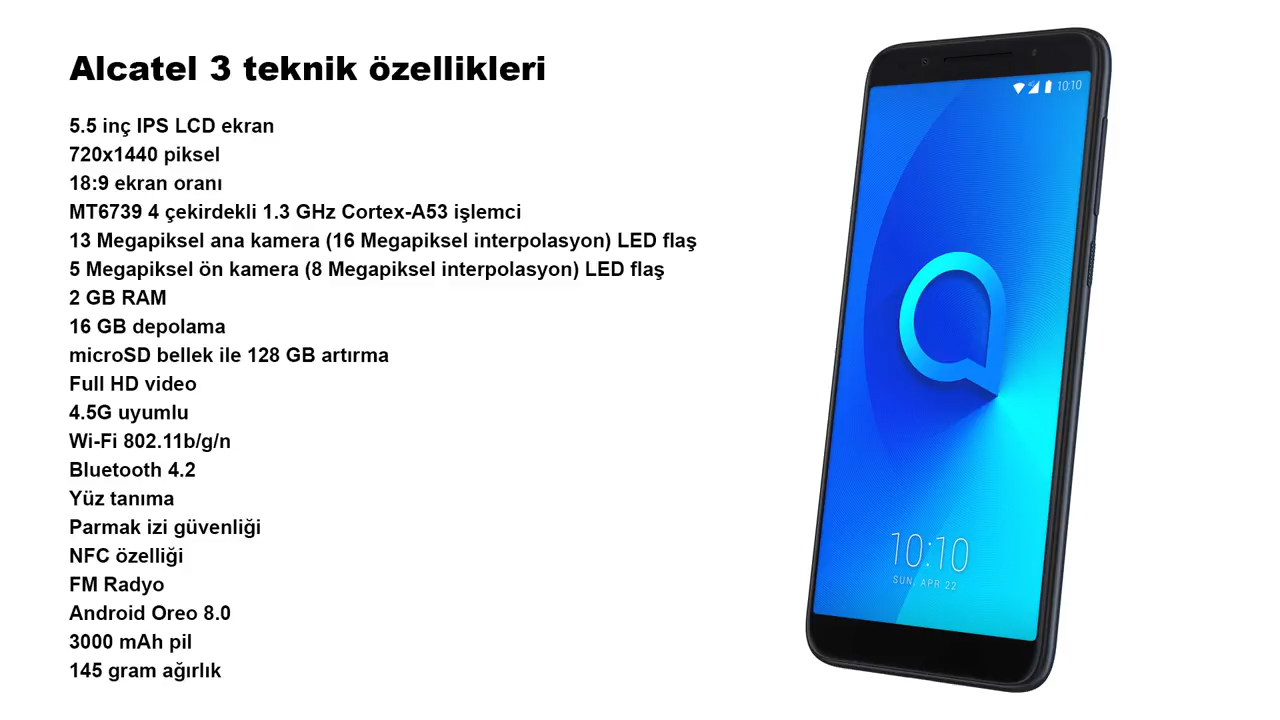 Alcatel 3 teknik özellikleri
5.5 inç IPS LCD ekran
720x1440 piksel
18:9 ekran oranı
MT6739 4 çekirdekli 1.3 GHz Cortex-A53 işlemci
13 Megapiksel ana kamera (16 Megapiksel interpolasyon) LED flaş
5 Megapiksel ön kamera (8 Megapiksel interpolasyon) LED flaş
2 GB RAM
16 GB depolama
microSD bellek ile 128 GB artırma
Full HD video
4.5G uyumlu
Wi-Fi 802.11b/g/n
Bluetooth 4.2
Yüz tanıma
Parmak izi güvenliği
NFC özelliği
FM Radyo
Android Oreo 8.0
3000 mAh pil
145 gram ağırlık
10:10
10:10
SUN, APR 22